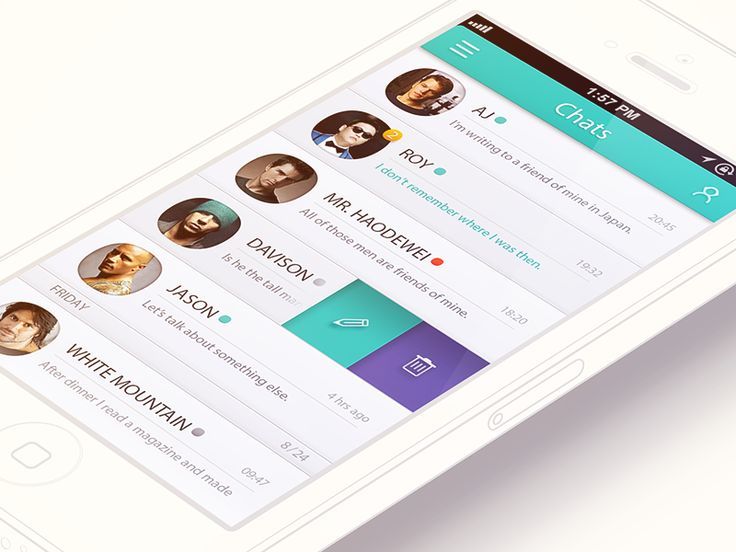 1:57 PM
Chats
AJ
I'm writing to a friend of mine in Japan.
20:45
2
ROY
I don't remember where I was then.
19:32
MR. HAODEWEI
All of those men are friends of mine.
18:20
DAVISON
Is he the tall man
JASON
Let's talk about something else.
4 hrs ago
FRIDAY
8/24
WHITE MOUNTAIN
After dinner I read a magazine and made
09:47